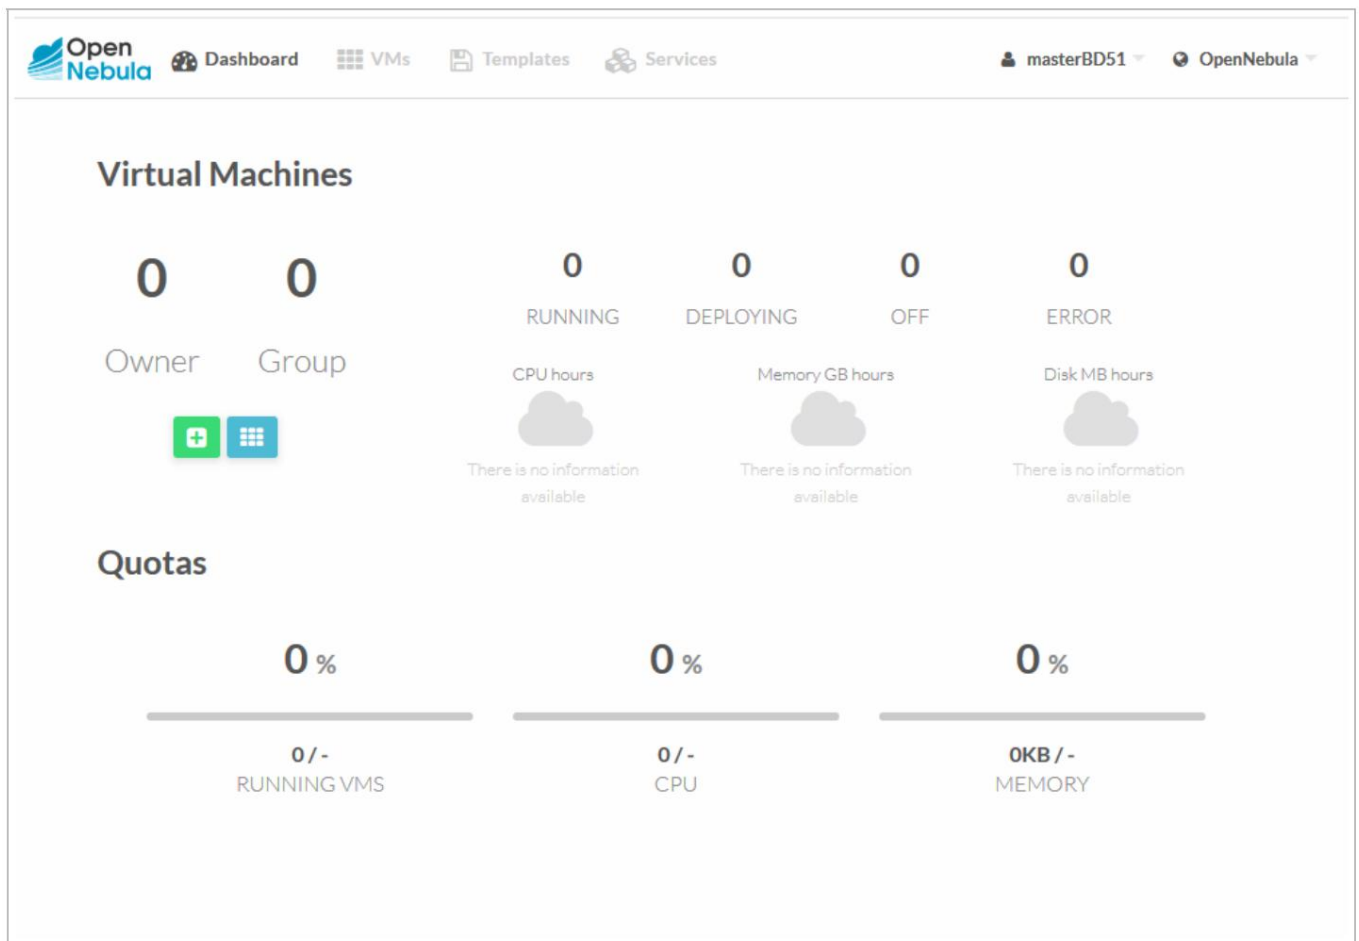 Open
Nebula
Dashboard VMs Templates Services masterBD51 OpenNebula
Virtual Machines
0 0
Owner Group
0 0 0 0
RUNNING DEPLOYING OFF ERROR
CPU hours Memory GB hours Disk MB hours
There is no information There is no information There is no information
available available available
Quotas
0 % 0 % 0 %
0 / - 0 / - 0KB / -
RUNNING VMS CPU MEMORY